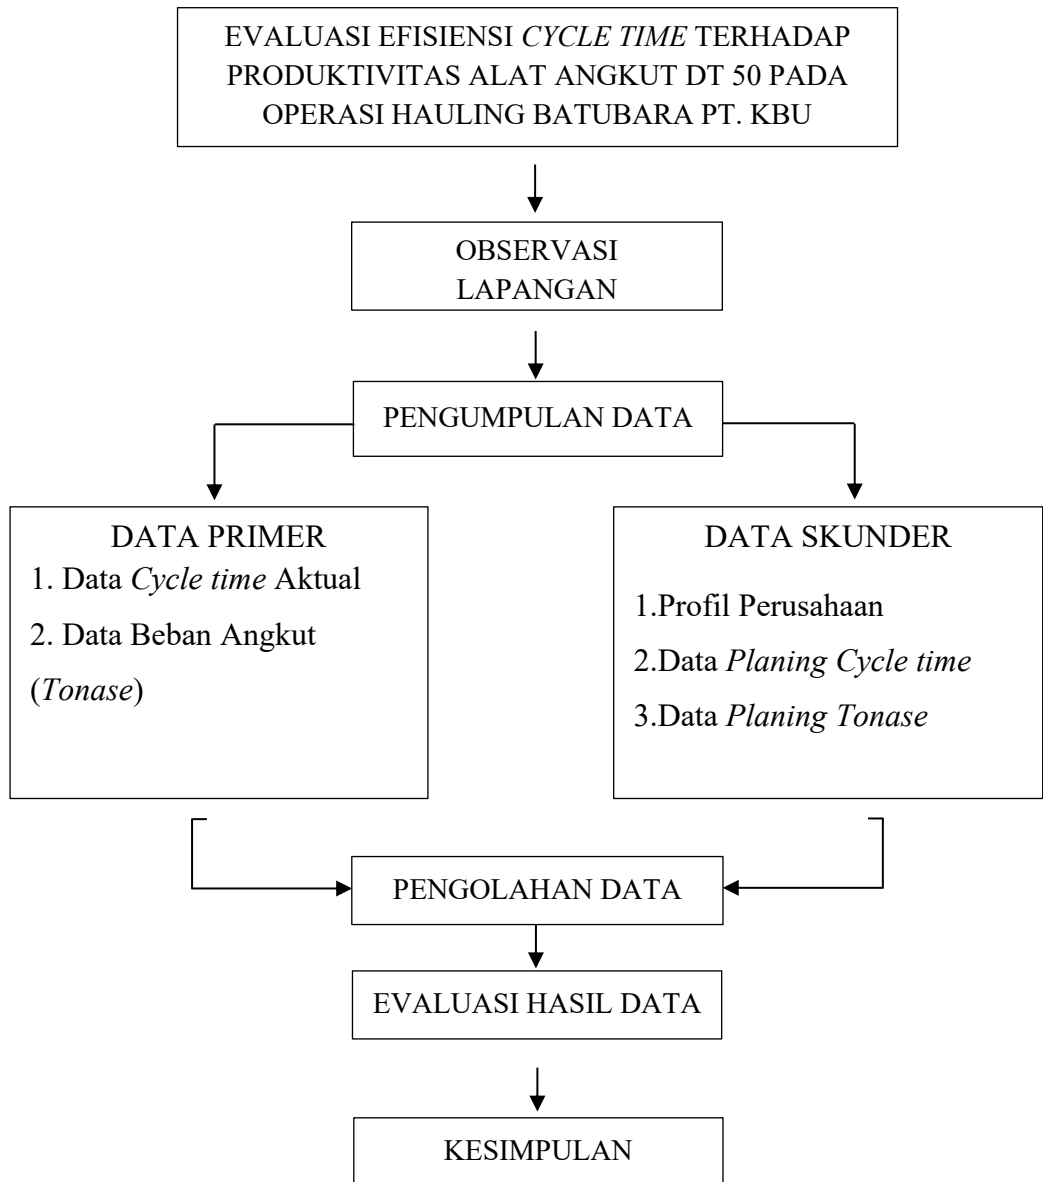 EVALUASI EFISIENSI CYCLE TIME TERHADAP
PRODUKTIVITAS ALAT ANGKUT DT 50 PADA
OPERASI HAULING BATUBARA PT. KBU
OBSERVASI
LAPANGAN
PENGUMPULAN DATA
DATA PRIMER
1. Data Cycle time Aktual
2. Data Beban Angkut
(Tonase)
DATA SKUNDER
1.Profil Perusahaan
2.Data Planing Cycle time
3.Data Planing Tonase
PENGOLAHAN DATA
EVALUASI HASIL DATA
KESIMPULAN